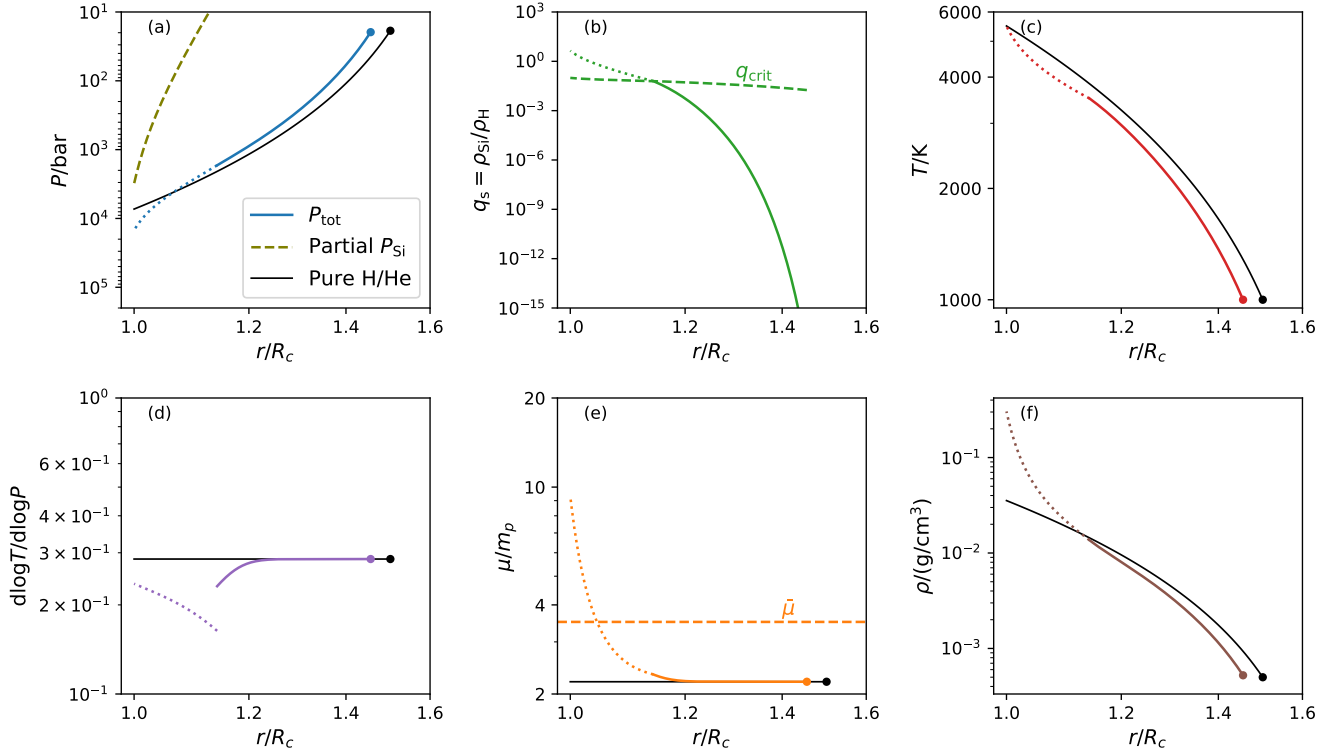 (a)
P/bar
10¹
10²
10³
10⁴
10⁵
P_tot
Partial P_Si
Pure H/He
1.0
1.2
1.4
1.6
r/R_c
(b)
q_s = ρ_Si/ρ_H
10³
10⁰
10⁻³
10⁻⁶
10⁻⁹
10⁻¹²
10⁻¹⁵
q_crit
1.0
1.2
1.4
1.6
r/R_c
(c)
T/K
6000
4000
2000
1000
1.0
1.2
1.4
1.6
r/R_c
(d)
dlogT/dlogP
10⁰
6 × 10⁻¹
4 × 10⁻¹
3 × 10⁻¹
2 × 10⁻¹
10⁻¹
1.0
1.2
1.4
1.6
r/R_c
(e)
μ/m_p
20
10
4
2
μ̄
1.0
1.2
1.4
1.6
r/R_c
(f)
ρ/(g/cm³)
10⁻¹
10⁻²
10⁻³
1.0
1.2
1.4
1.6
r/R_c